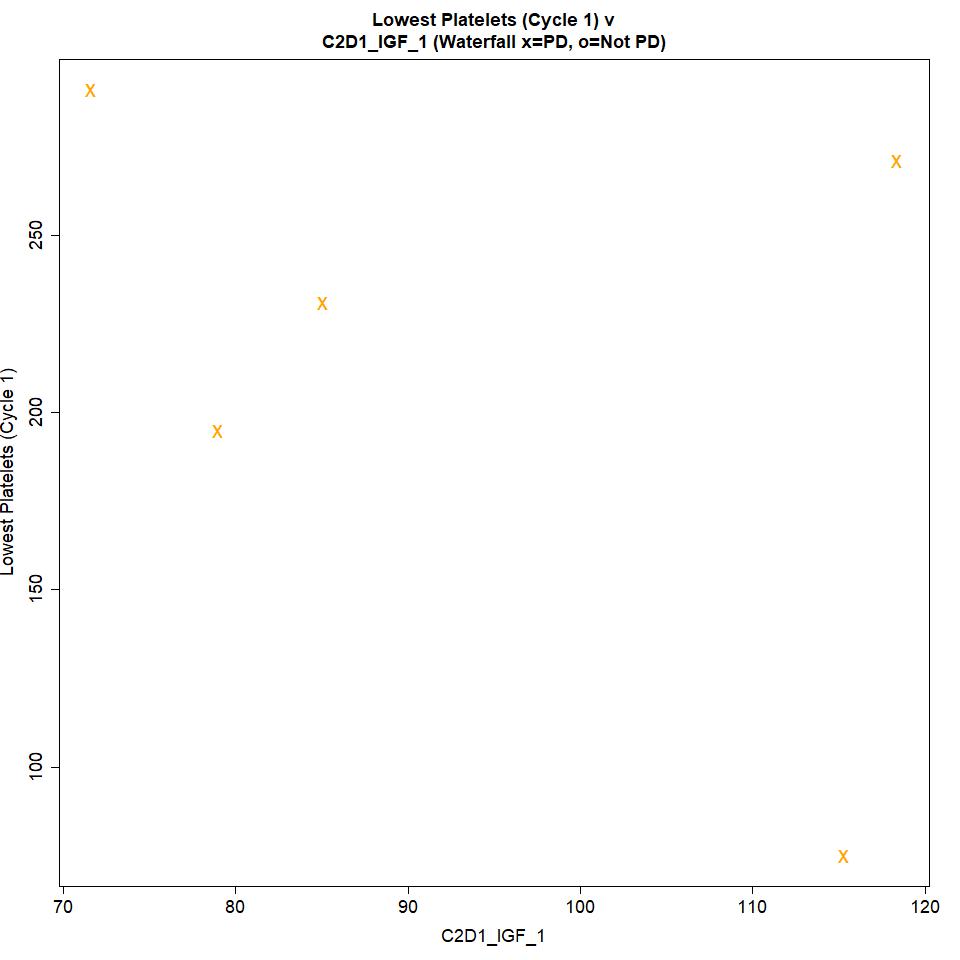 Lowest Platelets (Cycle 1) v
C2D1_IGF_1 (Waterfall x=PD, o=Not PD)
Lowest Platelets (Cycle 1)
250
200
150
100
X
X
X
X
X
70 80 90 100 110 120
C2D1_IGF_1